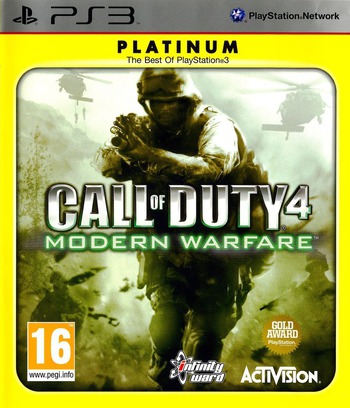 PS3
PlayStation®Network
PLATINUM
The Best Of PlayStation®3
CALL OF DUTY 4
MODERN WARFARE™
16
www.pegi.info
infinity
ward
GOLD
AWARD
PlayStation
ACTIVISION